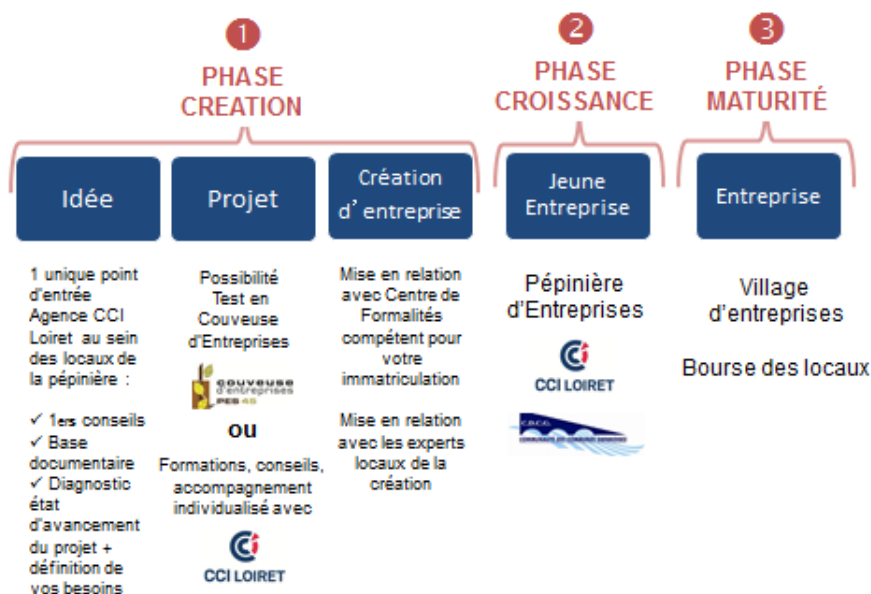 1
PHASE
CREATION
2
PHASE
CROISSANCE
3
PHASE
MATURITÉ
Idée
Projet
Création
d' entreprise
Jeune
Entreprise
Entreprise
1 unique point
d'entrée
Agence CCI
Loiret au sein
des locaux de
la pépinière :
✓ 1ers conseils
✓ Base
documentaire
✓ Diagnostic
état
d'avancement
du projet +
définition de
vos besoins
Possibilité
Test en
Couveuse
d'Entreprises
couveuse
d'entreprises
PES 45
ou
Formations, conseils,
accompagnement
individualisé avec
CCI LOIRET
Mise en relation
avec Centre de
Formalités
compétent pour
votre
immatriculation
Mise en relation
avec les experts
locaux de la
création
Pépinière
d'Entreprises
CCI LOIRET
Village
d'entreprises
Bourse des locaux